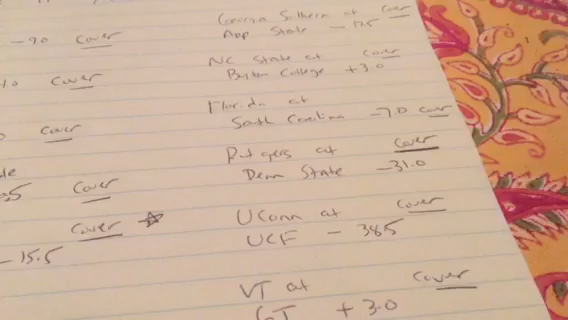 -9.0 Cover
Cover
Cover
Cover
Cover ☆
-15.5
Georgia Southern at Cover
App State -17.5
NC State at Cover
Boston College +3.0
Florida at
South Carolina -7.0 Cover
Rutgers at Cover
Penn State -31.0
UConn at Cover
UCF -38.5
VT at Cover
GT +3.0